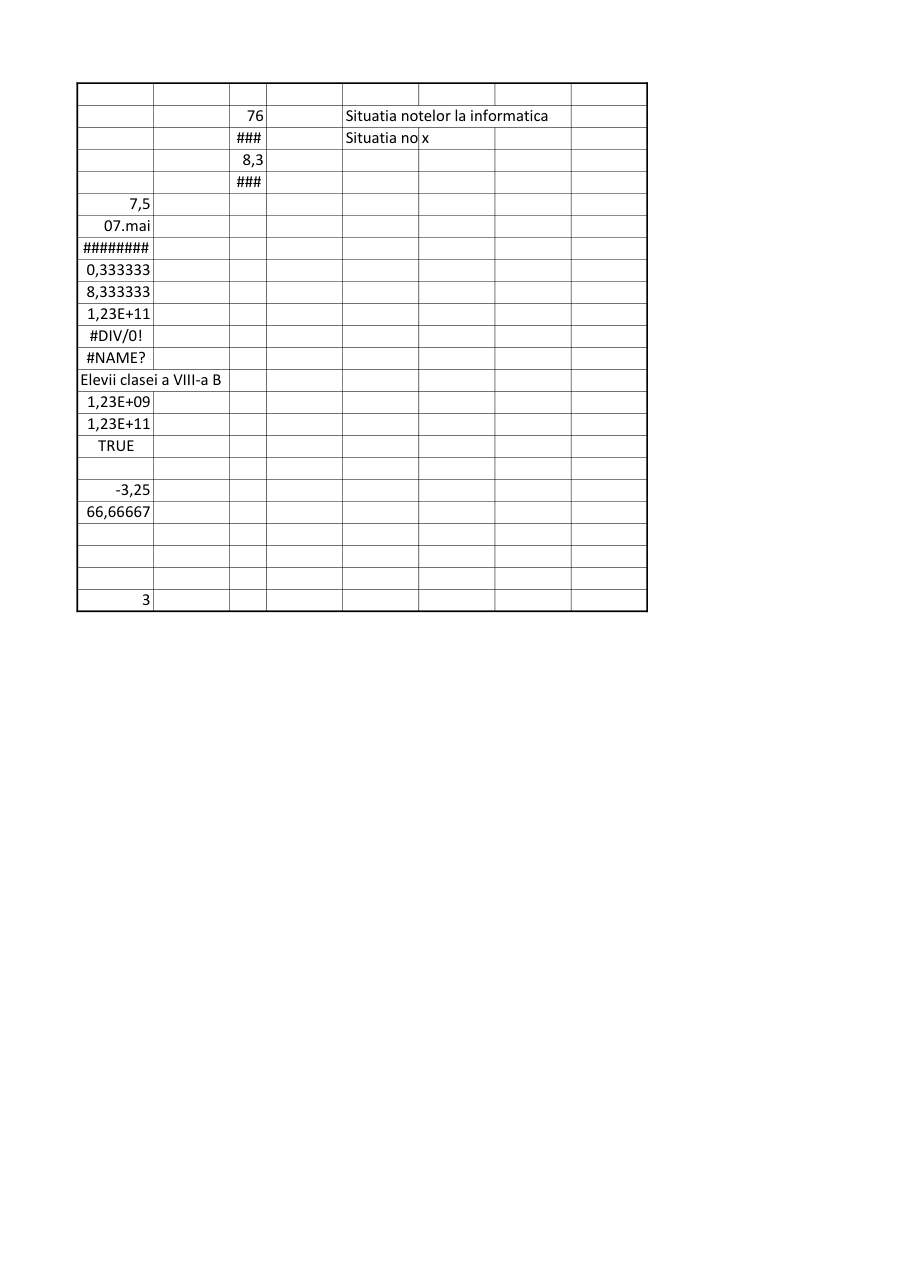 76 Situatia notelor la informatica
### Situatia no x
8,3
###
7,5
07.mai
########
0,333333
8,333333
1,23E+11
#DIV/0!
#NAME?
Elevii clasei a VIII-a B
1,23E+09
1,23E+11
TRUE
-3,25
66,66667
3